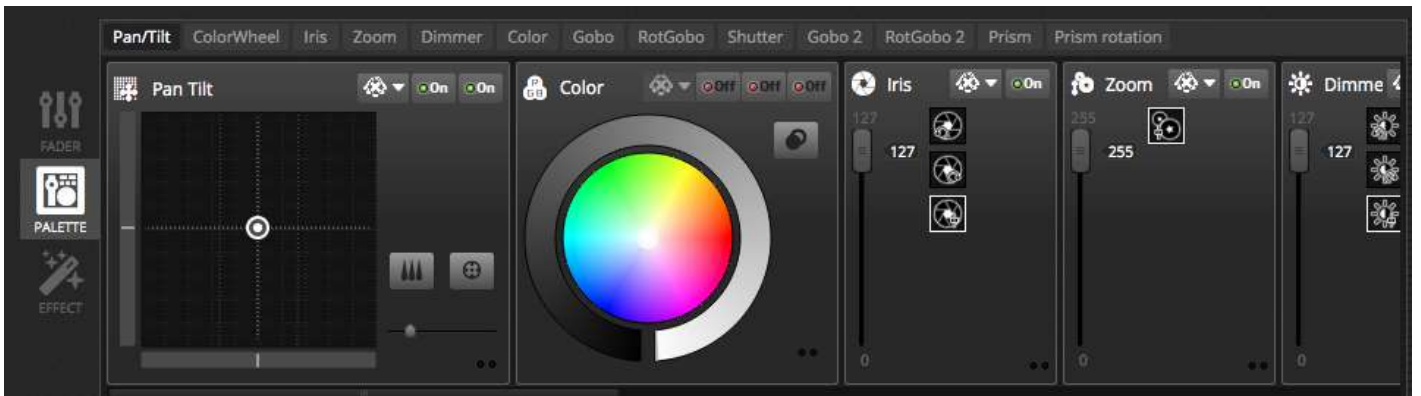 Pan/Tilt ColorWheel Iris Zoom Dimmer Color Gobo RotGobo Shutter Gobo 2 RotGobo 2 Prism Prism rotation
Pan Tilt On On
RGB Color Off Off Off
Iris On
Zoom On
Dimme
FADER
PALETTE
EFFECT
127
127
0
255
255
0
127
127
0